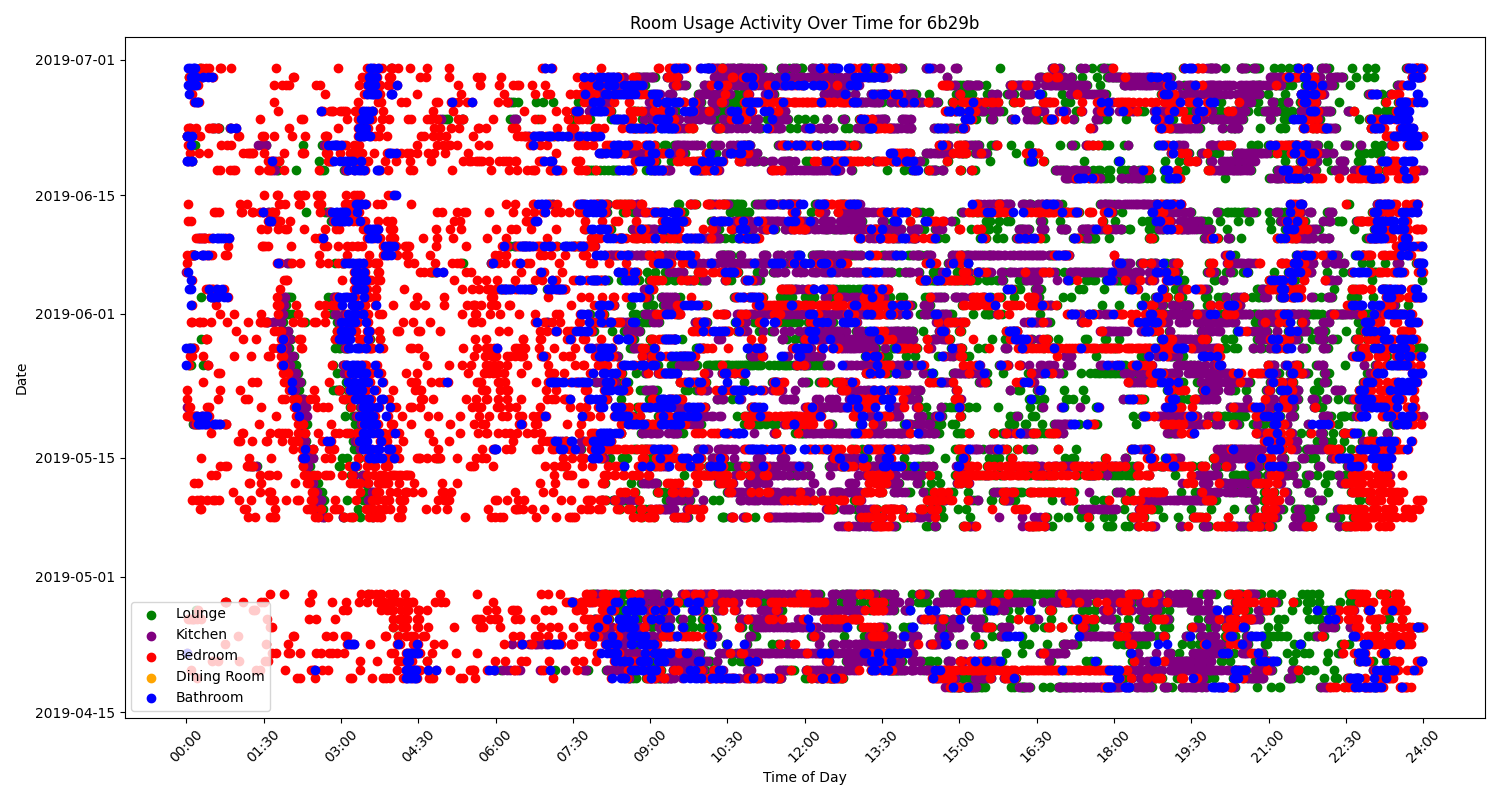 Room Usage Activity Over Time for 6b29b
Date
2019-07-01
2019-06-15
2019-06-01
2019-05-15
2019-05-01
2019-04-15
Lounge
Kitchen
Bedroom
Dining Room
Bathroom
00:00 01:30 03:00 04:30 06:00 07:30 09:00 10:30 12:00 13:30 15:00 16:30 18:00 19:30 21:00 22:30 24:00
Time of Day